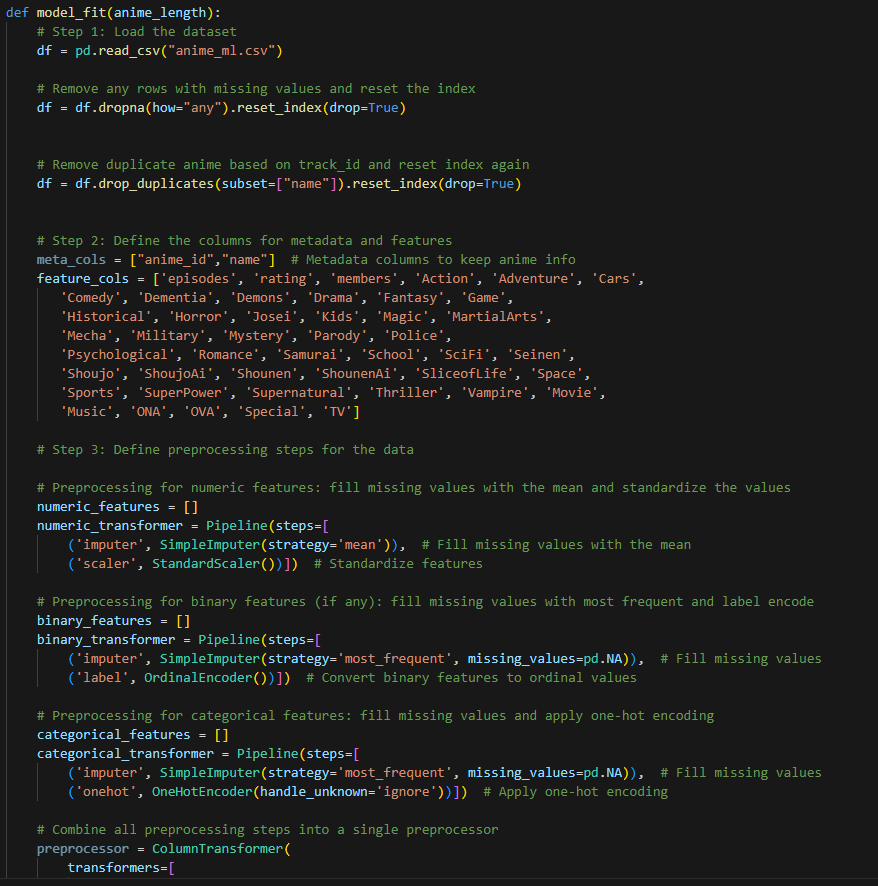 def model_fit(anime_length):
# Step 1: Load the dataset
df = pd.read_csv("anime_ml.csv")
# Remove any rows with missing values and reset the index
df = df.dropna(how="any").reset_index(drop=True)
# Remove duplicate anime based on track_id and reset index again
df = df.drop_duplicates(subset=["name"]).reset_index(drop=True)
# Step 2: Define the columns for metadata and features
meta_cols = ["anime_id","name"]  # Metadata columns to keep anime info
feature_cols = ['episodes', 'rating', 'members', 'Action', 'Adventure', 'Cars',
'Comedy', 'Dementia', 'Demons', 'Drama', 'Fantasy', 'Game',
'Historical', 'Horror', 'Josei', 'Kids', 'Magic', 'MartialArts',
'Mecha', 'Military', 'Mystery', 'Parody', 'Police',
'Psychological', 'Romance', 'Samurai', 'School', 'SciFi', 'Seinen',
'Shoujo', 'ShoujoAi', 'Shounen', 'ShounenAi', 'SliceofLife', 'Space',
'Sports', 'SuperPower', 'Supernatural', 'Thriller', 'Vampire', 'Movie',
'Music', 'ONA', 'OVA', 'Special', 'TV']
# Step 3: Define preprocessing steps for the data
# Preprocessing for numeric features: fill missing values with the mean and standardize the values
numeric_features = []
numeric_transformer = Pipeline(steps=[
('imputer', SimpleImputer(strategy='mean')),  # Fill missing values with the mean
('scaler', StandardScaler())])  # Standardize features
# Preprocessing for binary features (if any): fill missing values with most frequent and label encode
binary_features = []
binary_transformer = Pipeline(steps=[
('imputer', SimpleImputer(strategy='most_frequent', missing_values=pd.NA)),  # Fill missing values
('label', OrdinalEncoder())])  # Convert binary features to ordinal values
# Preprocessing for categorical features: fill missing values and apply one-hot encoding
categorical_features = []
categorical_transformer = Pipeline(steps=[
('imputer', SimpleImputer(strategy='most_frequent', missing_values=pd.NA)),  # Fill missing values
('onehot', OneHotEncoder(handle_unknown='ignore'))])  # Apply one-hot encoding
# Combine all preprocessing steps into a single preprocessor
preprocessor = ColumnTransformer(
transformers=[